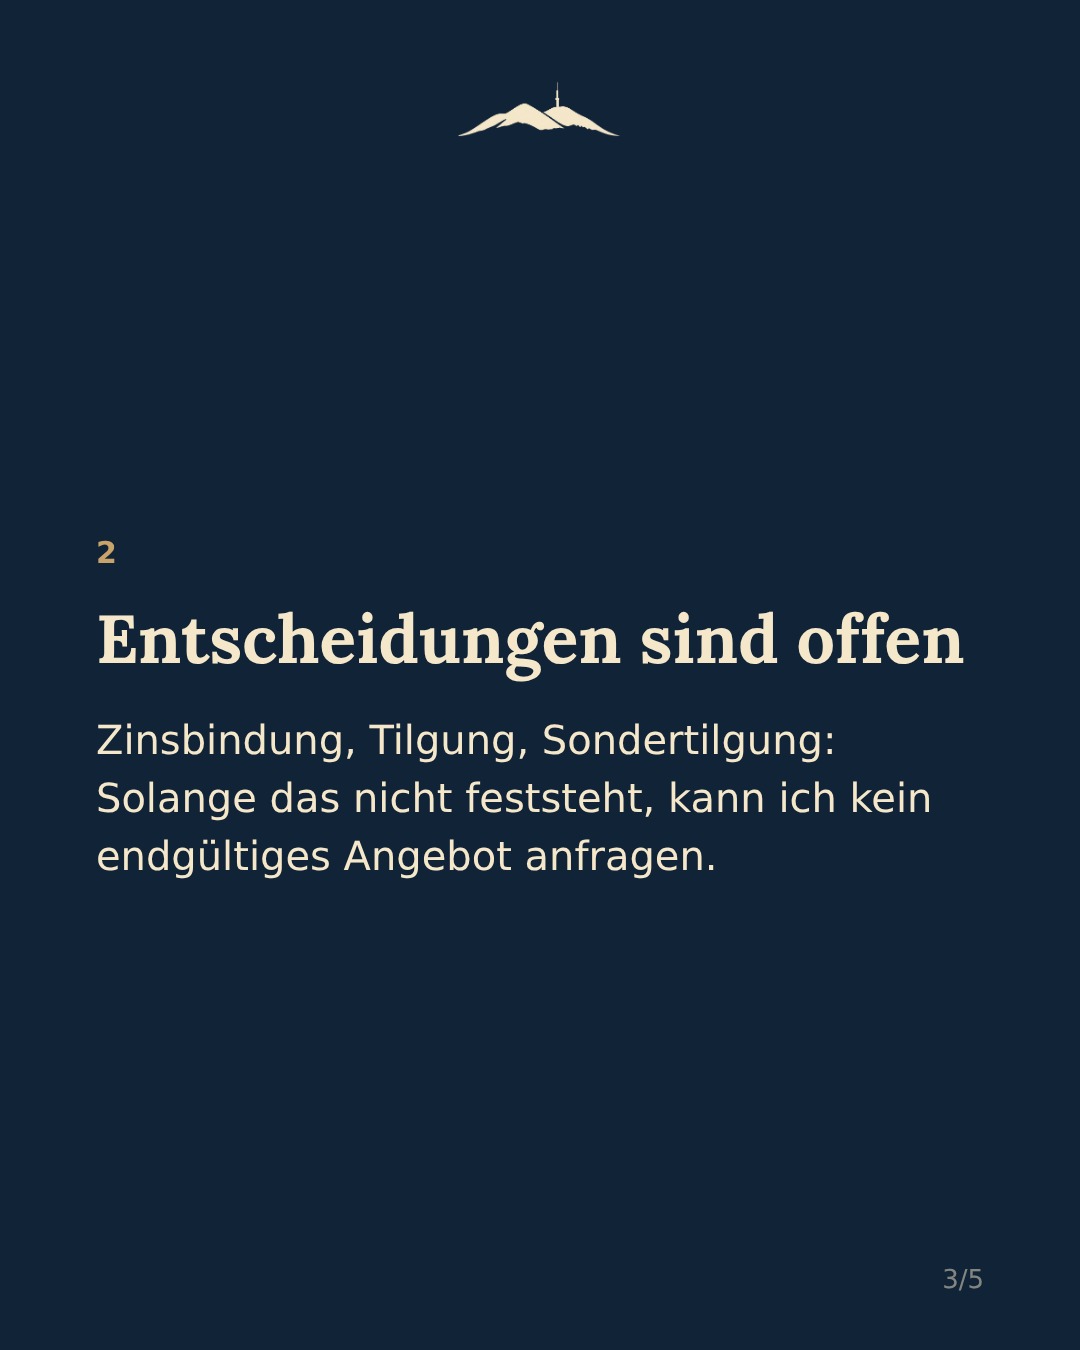 2
Entscheidungen sind offen
Zinsbindung, Tilgung, Sondertilgung:
Solange das nicht feststeht, kann ich kein
endgültiges Angebot anfragen.
3/5